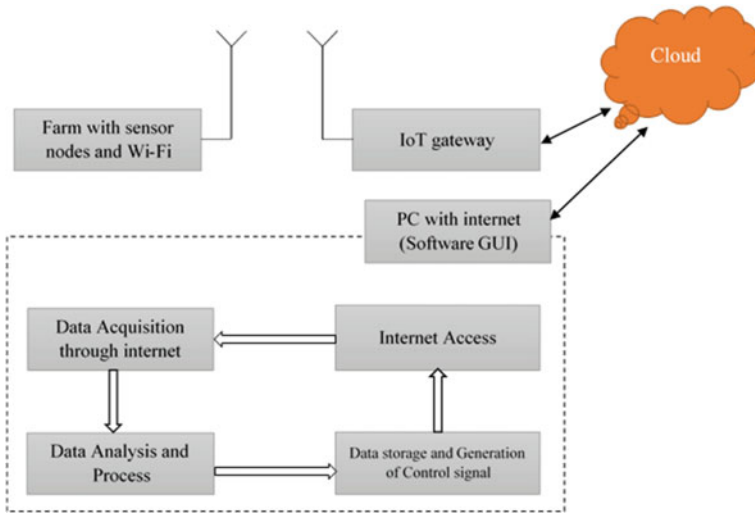 Cloud
Farm with sensor
nodes and Wi-Fi
IoT gateway
PC with internet
(Software GUI)
Data Acquisition
through internet
Internet Access
Data Analysis and
Process
Data storage and Generation
of Control signal